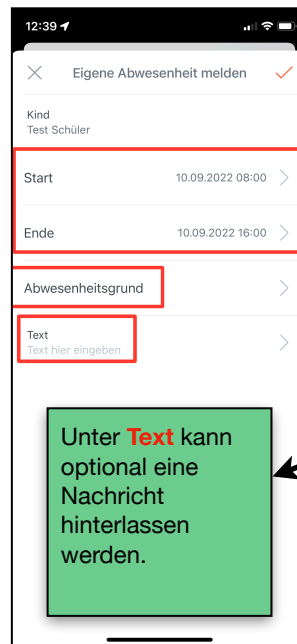 12:39
Eigene Abwesenheit melden
Kind
Test Schüler
Start 10.09.2022 08:00
Ende 10.09.2022 16:00
Abwesenheitsgrund
Text
Text hier eingeben
Unter Text kann
optional eine
Nachricht
hinterlassen
werden.